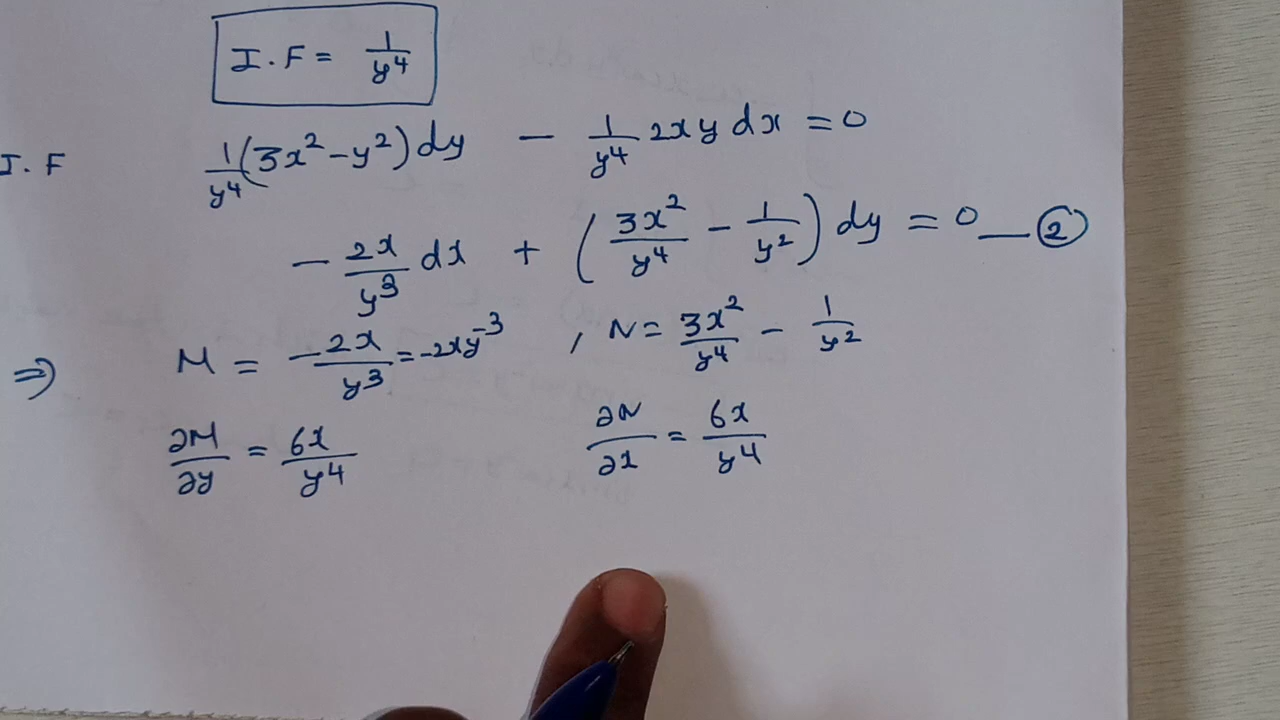 I.F = 1/y⁴
I.F 1/y⁴(3x² - y²)dy - 1/y⁴ 2xy dx = 0
- 2x/y³ dx + (3x²/y⁴ - 1/y²) dy = 0 — ②
⇒ M = -2x/y³ = -2xy⁻³ , N = 3x²/y⁴ - 1/y²
∂M/∂y = 6x/y⁴ ∂N/∂x = 6x/y⁴